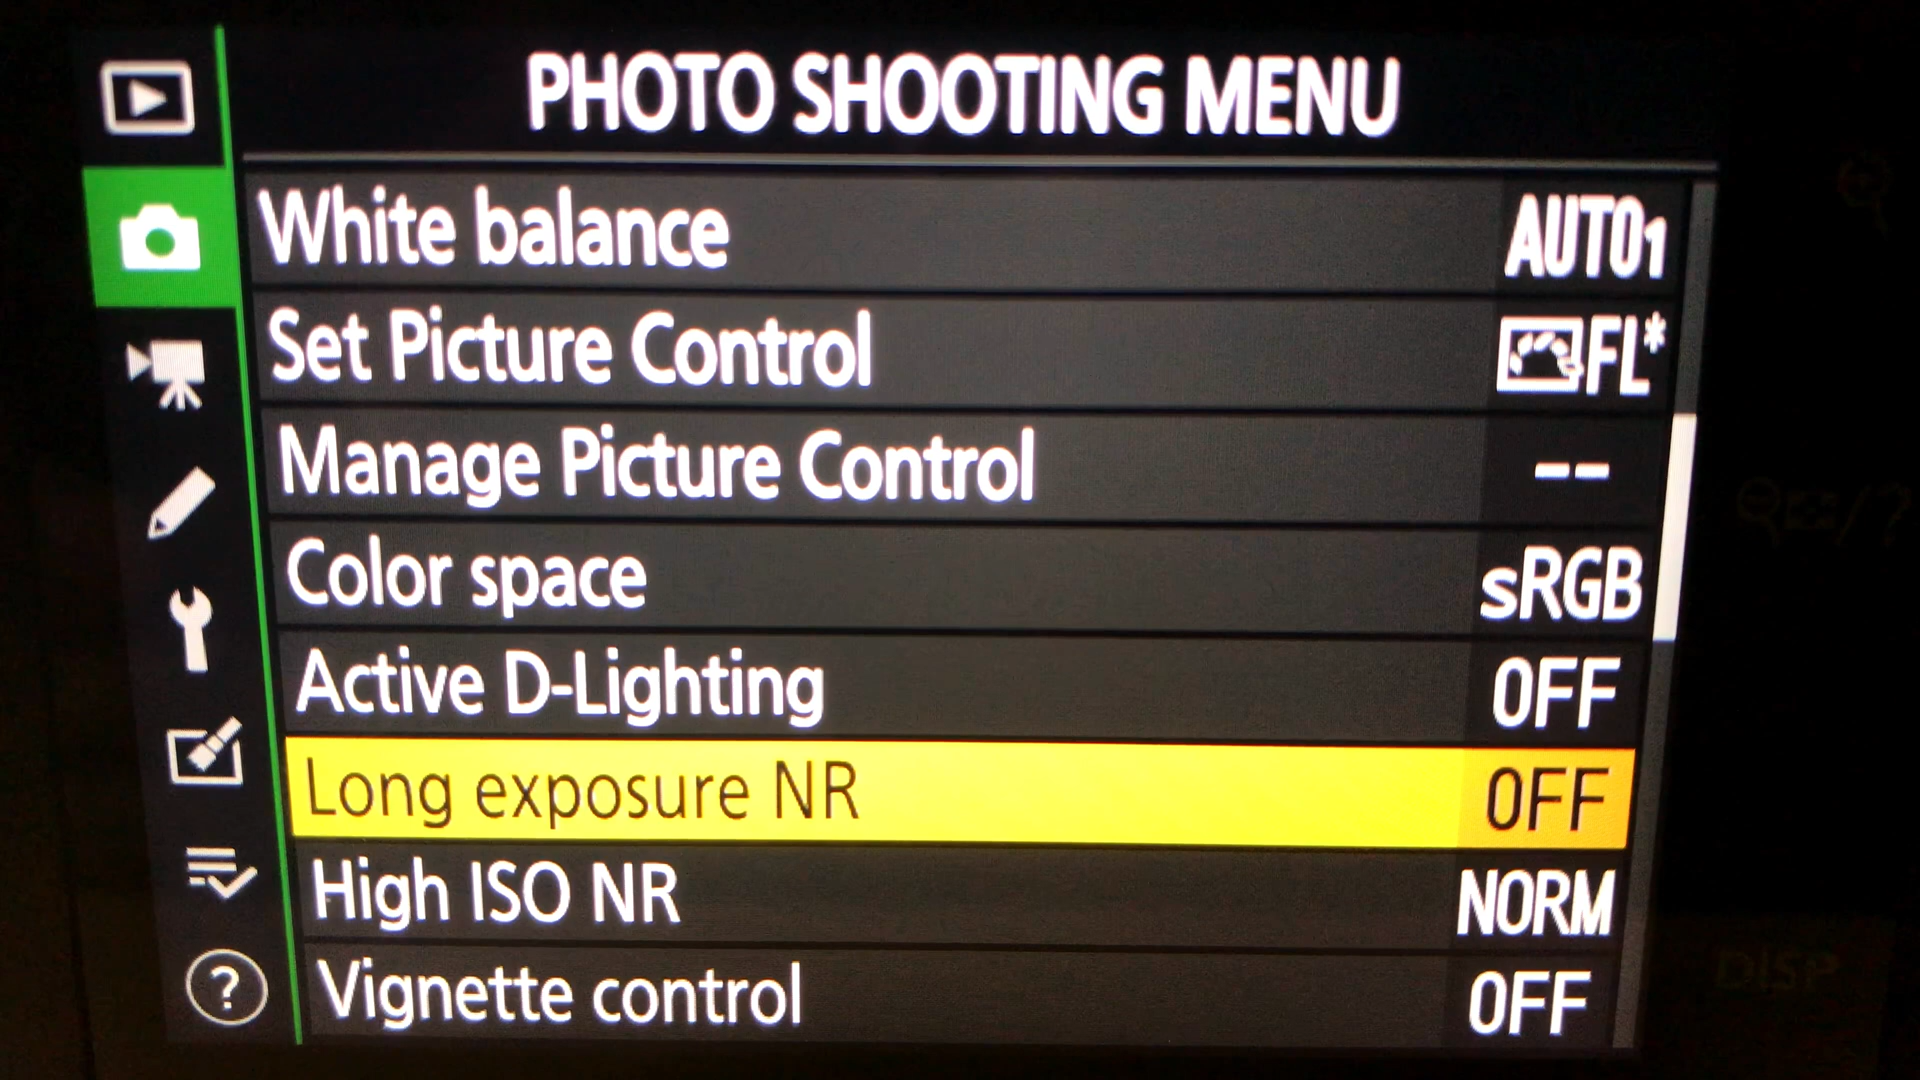 PHOTO SHOOTING MENU
White balance AUTO1
Set Picture Control FL*
Manage Picture Control --
Color space sRGB
Active D-Lighting OFF
Long exposure NR OFF
High ISO NR NORM
Vignette control OFF
?
/?
DISP